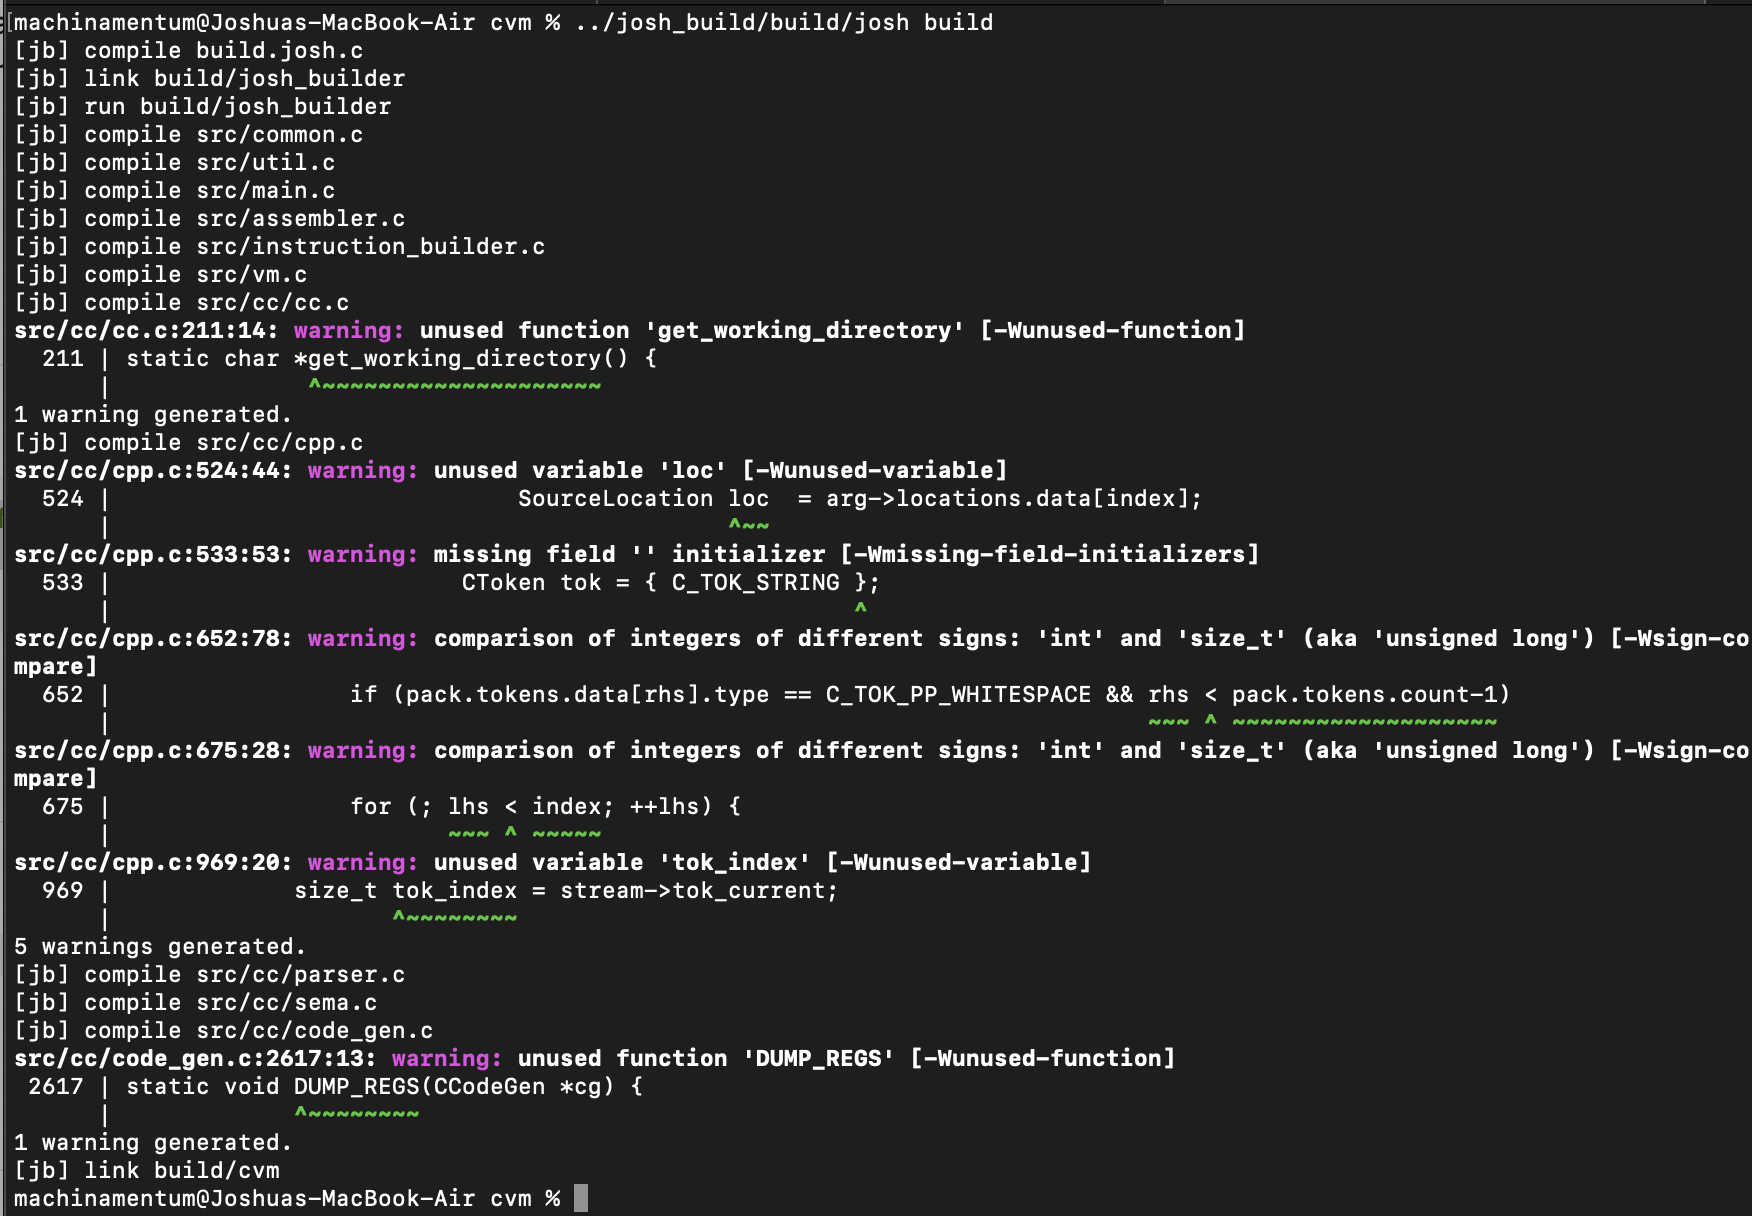 [machinamentum@Joshuas-MacBook-Air cvm % ../josh_build/build/josh build
[jb] compile build.josh.c
[jb] link build/josh_builder
[jb] run build/josh_builder
[jb] compile src/common.c
[jb] compile src/util.c
[jb] compile src/main.c
[jb] compile src/assembler.c
[jb] compile src/instruction_builder.c
[jb] compile src/vm.c
[jb] compile src/cc/cc.c
src/cc/cc.c:211:14: warning: unused function 'get_working_directory' [-Wunused-function]
  211 | static char *get_working_directory() {
      |              ^~~~~~~~~~~~~~~~~~~~~
1 warning generated.
[jb] compile src/cc/cpp.c
src/cc/cpp.c:524:44: warning: unused variable 'loc' [-Wunused-variable]
  524 |                             SourceLocation loc  = arg->locations.data[index];
      |                                            ^~~
src/cc/cpp.c:533:53: warning: missing field '' initializer [-Wmissing-field-initializers]
  533 |                         CToken tok = { C_TOK_STRING };
      |                                                     ^
src/cc/cpp.c:652:78: warning: comparison of integers of different signs: 'int' and 'size_t' (aka 'unsigned long') [-Wsign-co
mpare]
  652 |                 if (pack.tokens.data[rhs].type == C_TOK_PP_WHITESPACE && rhs < pack.tokens.count-1)
      |                                                                          ~~~ ^ ~~~~~~~~~~~~~~~~~~~
src/cc/cpp.c:675:28: warning: comparison of integers of different signs: 'int' and 'size_t' (aka 'unsigned long') [-Wsign-co
mpare]
  675 |                 for (; lhs < index; ++lhs) {
      |                        ~~~ ^ ~~~~~
src/cc/cpp.c:969:20: warning: unused variable 'tok_index' [-Wunused-variable]
  969 |             size_t tok_index = stream->tok_current;
      |                    ^~~~~~~~~
5 warnings generated.
[jb] compile src/cc/parser.c
[jb] compile src/cc/sema.c
[jb] compile src/cc/code_gen.c
src/cc/code_gen.c:2617:13: warning: unused function 'DUMP_REGS' [-Wunused-function]
 2617 | static void DUMP_REGS(CCodeGen *cg) {
      |             ^~~~~~~~~
1 warning generated.
[jb] link build/cvm
machinamentum@Joshuas-MacBook-Air cvm %